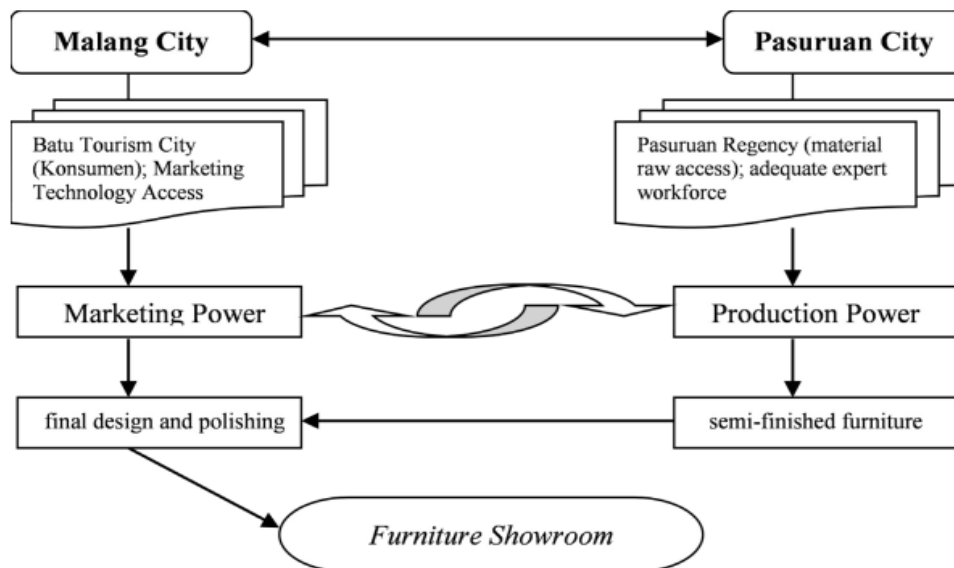 Malang City
Pasuruan City
Batu Tourism City
(Konsumen); Marketing
Technology Access
Pasuruan Regency (material
raw access); adequate expert
workforce
Marketing Power
Production Power
final design and polishing
semi-finished furniture
Furniture Showroom